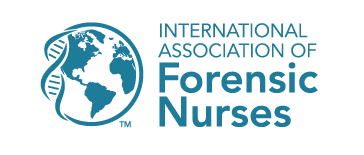 INTERNATIONAL
ASSOCIATION OF
Forensic
Nurses
TM